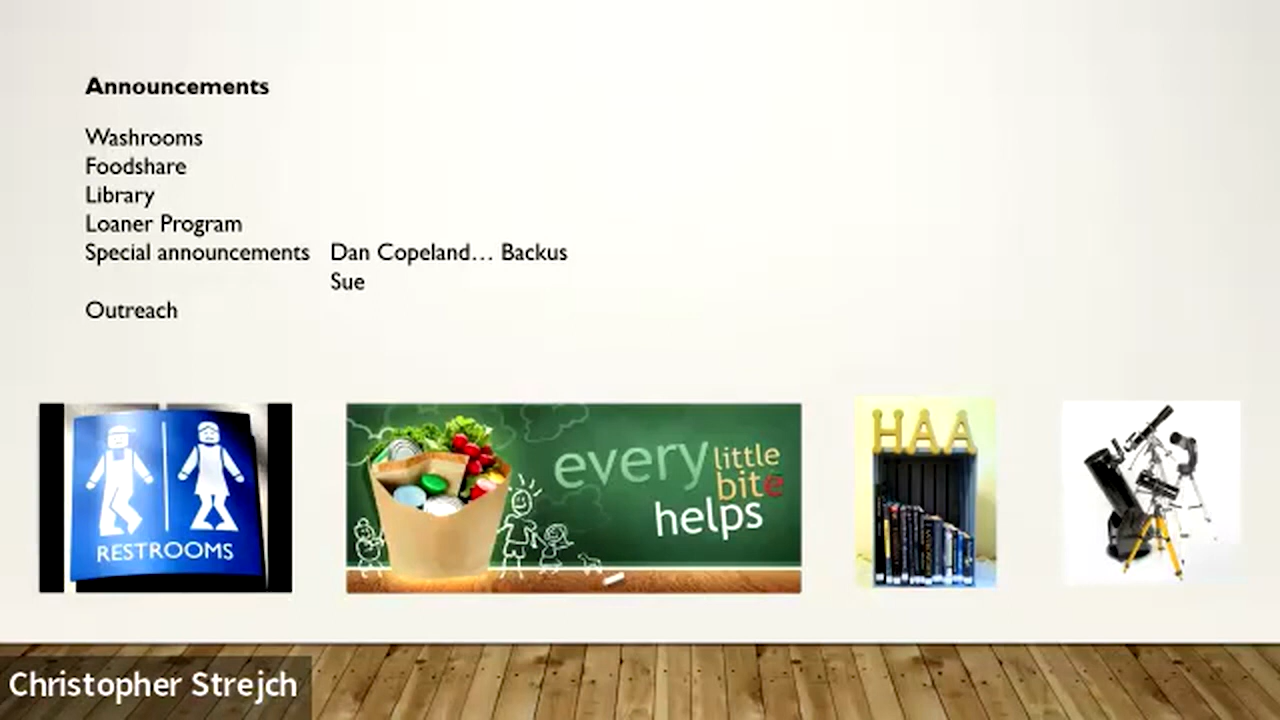 Announcements
Washrooms
Foodshare
Library
Loaner Program
Special announcements Dan Copeland… Backus
Sue
Outreach
RESTROOMS
every little bite helps
HAA
Christopher Strejch